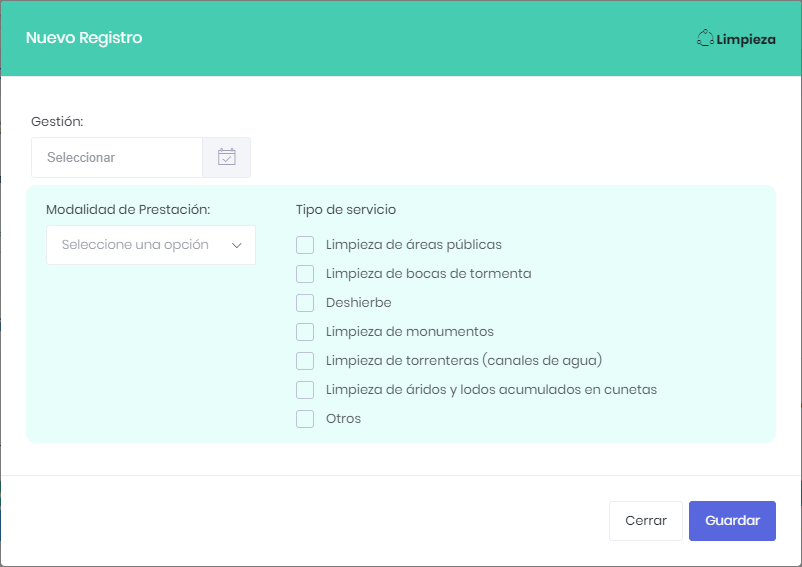 Nuevo Registro
Limpieza
Gestión:
Seleccionar
Modalidad de Prestación:
Seleccione una opción
Tipo de servicio
Limpieza de áreas públicas
Limpieza de bocas de tormenta
Deshierbe
Limpieza de monumentos
Limpieza de torrenteras (canales de agua)
Limpieza de áridos y lodos acumulados en cunetas
Otros
Cerrar
Guardar